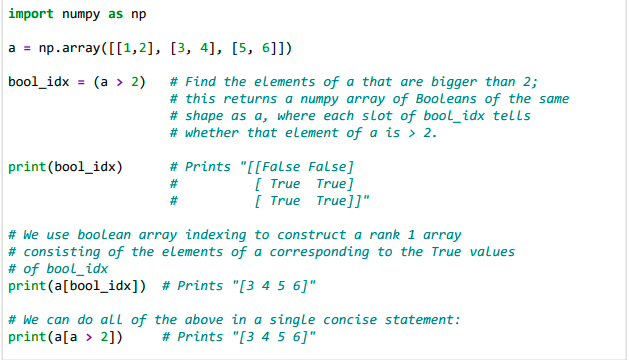 import numpy as np
a = np.array([[1,2], [3, 4], [5, 6]])
bool_idx = (a > 2)   # Find the elements of a that are bigger than 2;
                     # this returns a numpy array of Booleans of the same
                     # shape as a, where each slot of bool_idx tells
                     # whether that element of a is > 2.
print(bool_idx)      # Prints "[[False False]
                     #          [ True  True]
                     #          [ True  True]]"
# We use boolean array indexing to construct a rank 1 array
# consisting of the elements of a corresponding to the True values
# of bool_idx
print(a[bool_idx])  # Prints "[3 4 5 6]"
# We can do all of the above in a single concise statement:
print(a[a > 2])     # Prints "[3 4 5 6]"